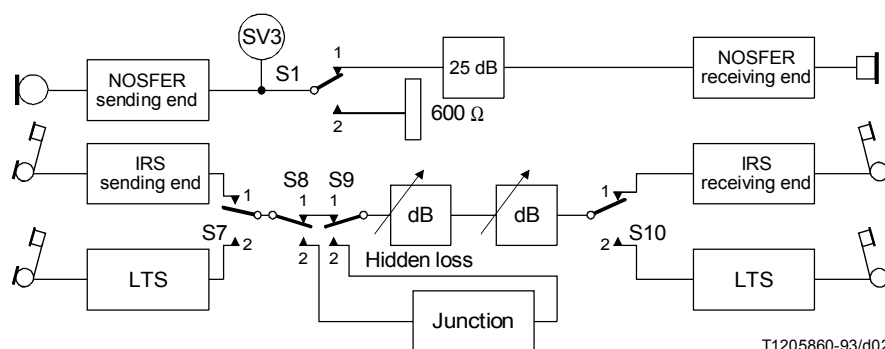 SV3
S1
1
2
NOSFER
sending end
25 dB
600 Ω
NOSFER
receiving end
IRS
sending end
S7
1
2
S8
1
2
S9
1
2
dB
dB
Hidden loss
1
2
S10
IRS
receiving end
LTS
Junction
LTS
T1205860-93/d02